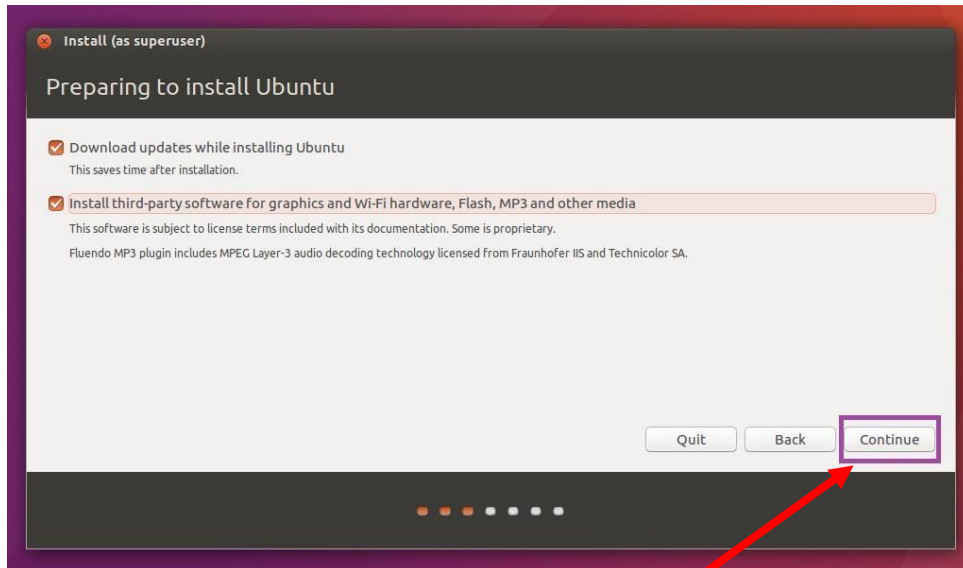 Install (as superuser)
Preparing to install Ubuntu
Download updates while installing Ubuntu
This saves time after installation.
Install third-party software for graphics and Wi-Fi hardware, Flash, MP3 and other media
This software is subject to license terms included with its documentation. Some is proprietary.
Fluendo MP3 plugin includes MPEG Layer-3 audio decoding technology licensed from Fraunhofer IIS and Technicolor SA.
Quit Back Continue